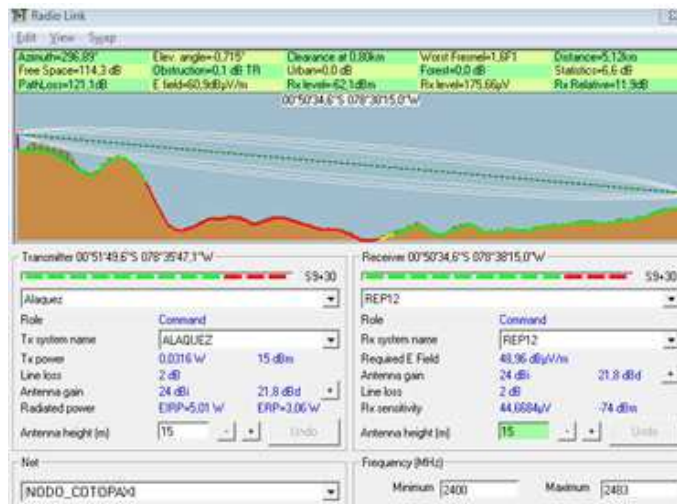 Radio Link
Edit View Swap
Azimuth=296,89° Elev. angle=-0,715° Clearance at 0,80km Worst Fresnel=1,6F1 Distance=5,12km
Free Space=114,3 dB Obstruction=0,1 dB TR Urban=0,0 dB Forest=0,0 dB Statistics=6,6 dB
PathLoss=121,1dB E field=60,9dBµV/m Rx level=-62,1dBm Rx level=175,66µV Rx Relative=11,9dB
00°50'34,6"S 078°38'15,0"W
Transmitter 00°51'49,6"S 078°35'47,1"W
S9+30
Alaquez
Role Command
Tx system name ALAQUEZ
Tx power 0,0316 W 15 dBm
Line loss 2 dB
Antenna gain 24 dBi 21,8 dBd +
Radiated power EIRP=5,01 W ERP=3,06 W
Antenna height (m) 15 - + Undo
Net
NODO_COTOPAXI
Receiver 00°50'34,6"S 078°38'15,0"W
S9+30
REP12
Role Command
Rx system name REP12
Required E Field 48,96 dBµV/m
Antenna gain 24 dBi 21,8 dBd +
Line loss 2 dB
Rx sensitivity 44,6684µV -74 dBm
Antenna height (m) 15 - + Undo
Frequency (MHz)
Minimum 2400 Maximum 2483